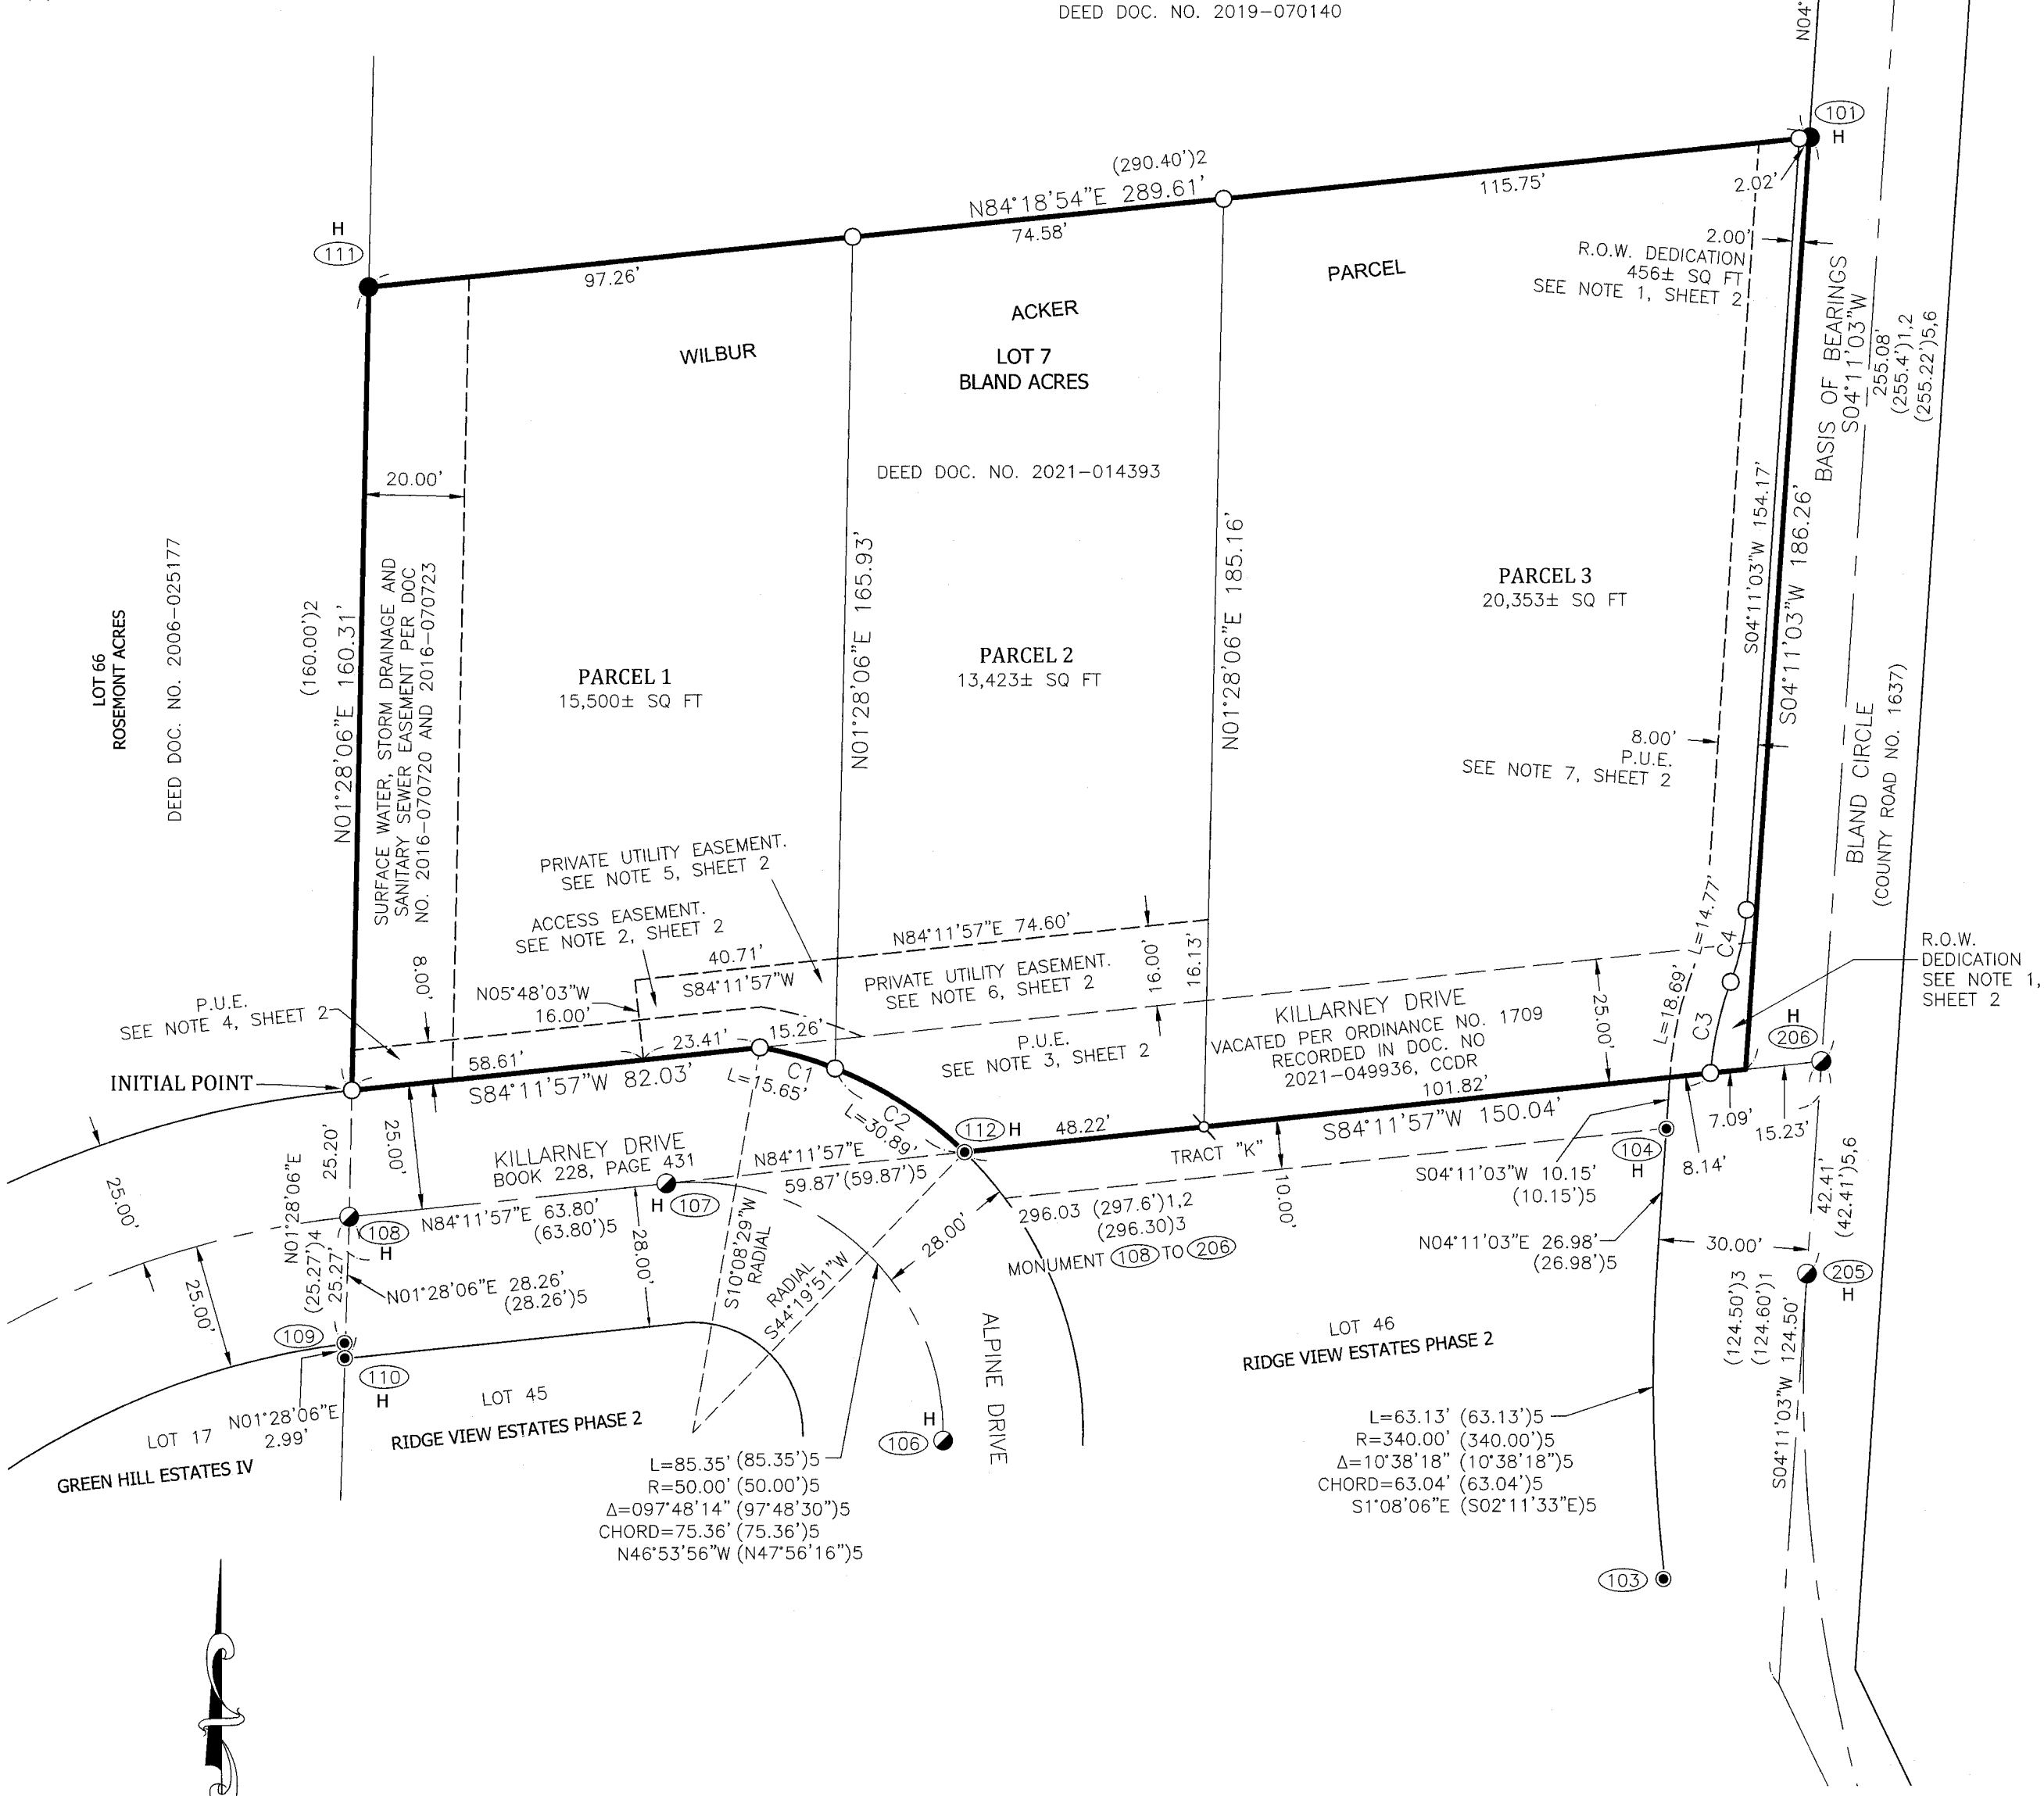 DEED DOC. NO. 2019-070140
N04°
101
H
(290.40')2
N84°18'54"E 289.61'
115.75'
2.02'
74.58'
H
111
97.26'
2.00'
R.O.W. DEDICATION
456± SQ FT
SEE NOTE 1, SHEET 2
PARCEL
ACKER
WILBUR
LOT 7
BLAND ACRES
BASIS OF BEARINGS
S04°11'03"W
255.08'
(255.4')1,2
(255.22')5,6
DEED DOC. NO. 2021-014393
20.00'
S04°11'03"W 154.17'
S04°11'03"W 186.26'
LOT 66
ROSEMONT ACRES
DEED DOC. NO. 2006-025177
(160.00')2
N01°28'06"E 160.31'
SURFACE WATER, STORM DRAINAGE AND
SANITARY SEWER EASEMENT PER DOC
NO. 2016-070720 AND 2016-070723
N01°28'06"E 165.93'
N01°28'06"E 185.16'
PARCEL 3
20,353± SQ FT
PARCEL 2
13,423± SQ FT
PARCEL 1
15,500± SQ FT
8.00'
P.U.E.
SEE NOTE 7, SHEET 2
BLAND CIRCLE
(COUNTY ROAD NO. 1637)
PRIVATE UTILITY EASEMENT.
SEE NOTE 5, SHEET 2
ACCESS EASEMENT.
SEE NOTE 2, SHEET 2
N84°11'57"E 74.60'
40.71'
S84°11'57"W
PRIVATE UTILITY EASEMENT.
SEE NOTE 6, SHEET 2
16.00'
16.13'
L=14.77'
C4
L=18.69'
C3
R.O.W.
DEDICATION
SEE NOTE 1,
SHEET 2
8.00'
N05°48'03"W
16.00'
P.U.E.
SEE NOTE 4, SHEET 2
KILLARNEY DRIVE
VACATED PER ORDINANCE NO. 1709
RECORDED IN DOC. NO
2021-049936, CCDR
25.00'
H
206
P.U.E.
SEE NOTE 3, SHEET 2
58.61'
23.41'
15.26'
INITIAL POINT
S84°11'57"W 82.03'
L=15.65'
C1
C2
L=30.89'
101.82'
S84°11'57"W 150.04'
48.22'
112 H
7.09'
15.23'
8.14'
TRACT "K"
104
H
S04°11'03"W 10.15'
(10.15')5
42.41'
(42.41')5,6
25.20'
N01°28'06"E
25.00'
25.00'
KILLARNEY DRIVE
BOOK 228, PAGE 431
N84°11'57"E
59.87'(59.87')5
H 107
108
H
N84°11'57"E 63.80'
(63.80')5
10.00'
28.00'
28.00'
296.03 (297.6')1,2
(296.30)3
MONUMENT 108 TO 206
N04°11'03"E 26.98'
(26.98')5
30.00'
205
H
S10°08'29"W
RADIAL
RADIAL
S44°19'51"W
25.00'
(25.27')4
25.27'
N01°28'06"E 28.26'
(28.26')5
109
110
H
(124.50')3
(124.60')1
S04°11'03"W 124.50'
ALPINE DRIVE
LOT 46
RIDGE VIEW ESTATES PHASE 2
LOT 45
RIDGE VIEW ESTATES PHASE 2
N01°28'06"E
2.99'
LOT 17
GREEN HILL ESTATES IV
H
106
L=85.35' (85.35')5
R=50.00' (50.00')5
Δ=097°48'14" (97°48'30")5
CHORD=75.36' (75.36')5
N46°53'56"W (N47°56'16")5
L=63.13' (63.13')5
R=340.00' (340.00')5
Δ=10°38'18" (10°38'18")5
CHORD=63.04' (63.04')5
S1°08'06"E (S02°11'33"E)5
103